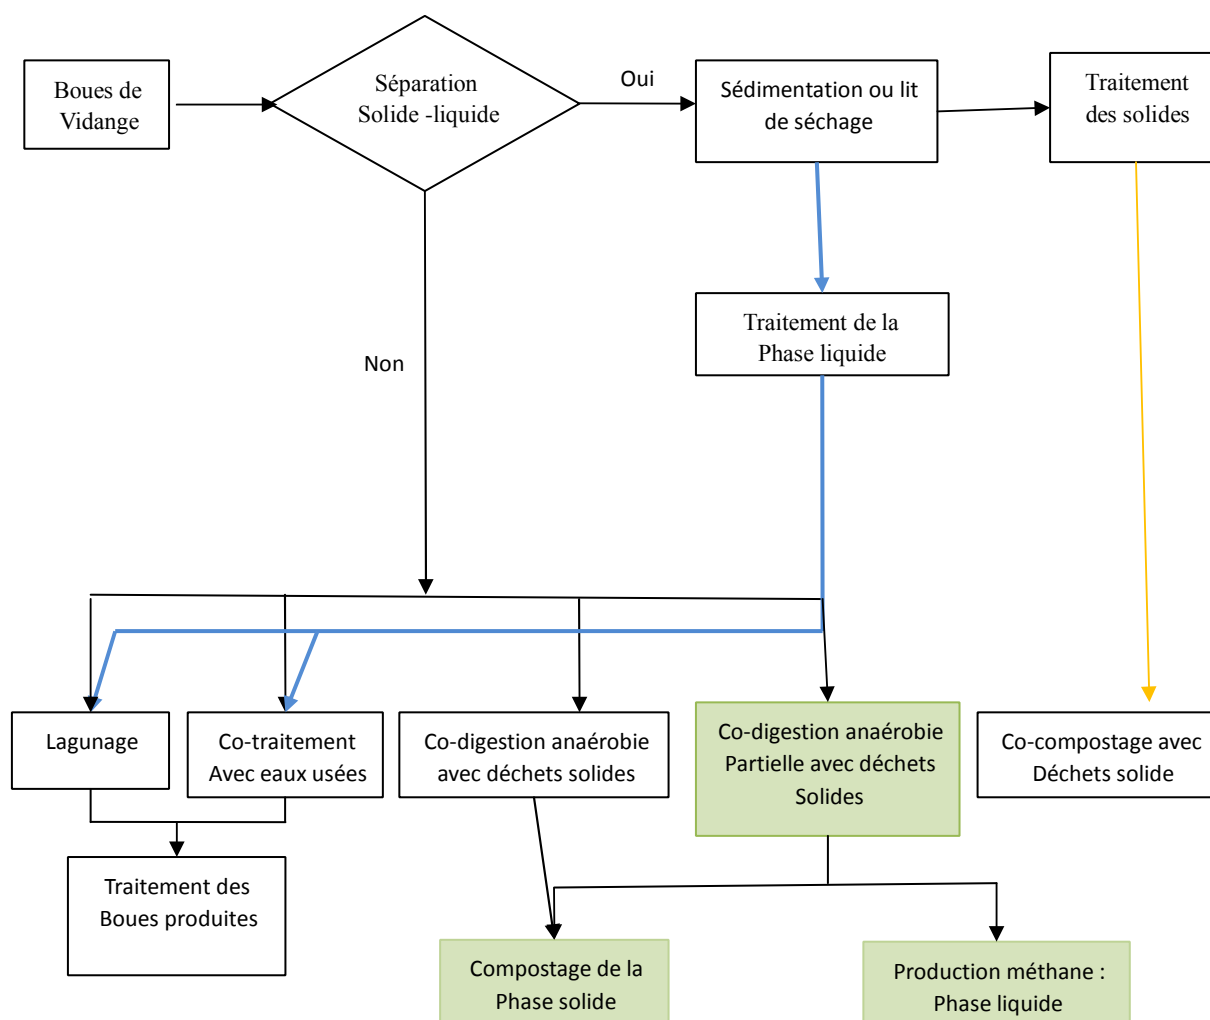 Boues de
Vidange
Séparation
Solide -liquide
Oui
Sédimentation ou lit
de séchage
Traitement
des solides
Traitement de la
Phase liquide
Non
Lagunage
Co-traitement
Avec eaux usées
Co-digestion anaérobie
avec déchets solides
Co-digestion anaérobie
Partielle avec déchets
Solides
Co-compostage avec
Déchets solide
Traitement des
Boues produites
Compostage de la
Phase solide
Production méthane :
Phase liquide